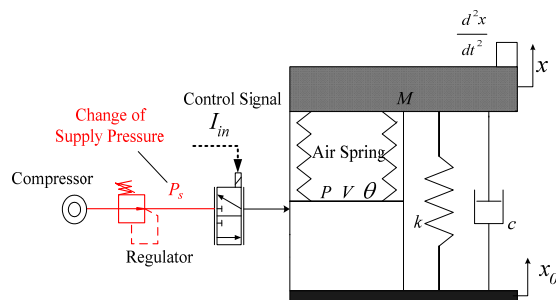 d²x
dt²
x
M
Control Signal
I_in
Change of
Supply Pressure
Air Spring
Compressor
P_s
P V θ
k
c
Regulator
x_0